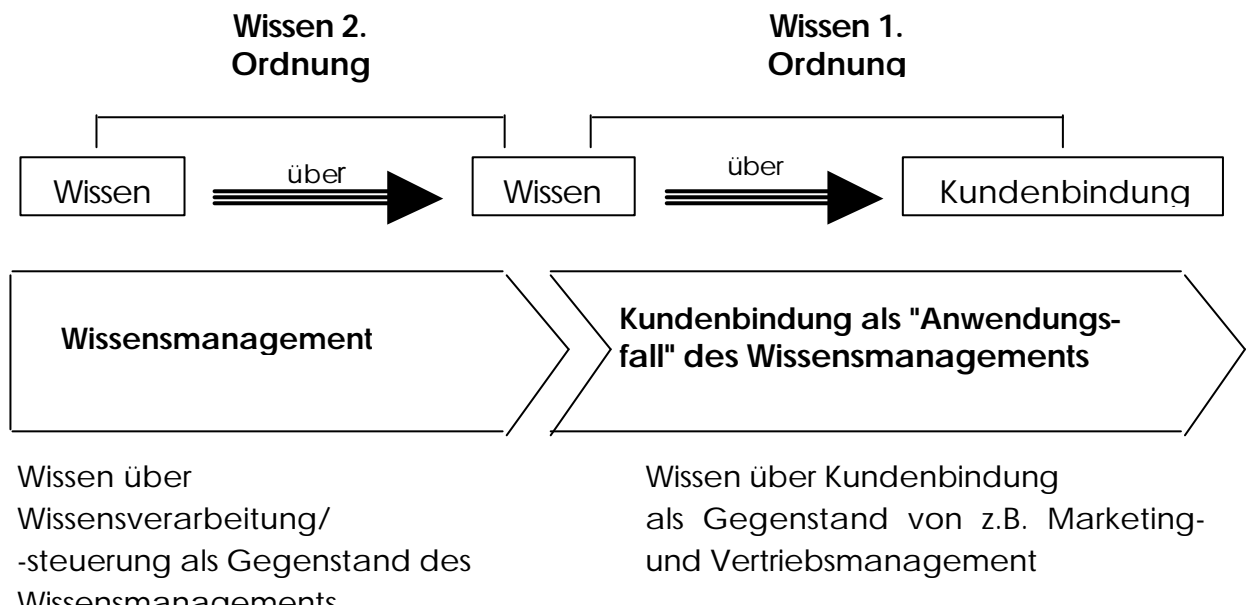 Wissen 2.
Ordnung
Wissen 1.
Ordnung
Wissen
über
Wissen
über
Kundenbindung
Wissensmanagement
Kundenbindung als "Anwendungs-
fall" des Wissensmanagements
Wissen über
Wissensverarbeitung/
-steuerung als Gegenstand des
Wissensmanagements
Wissen über Kundenbindung
als Gegenstand von z.B. Marketing-
und Vertriebsmanagement